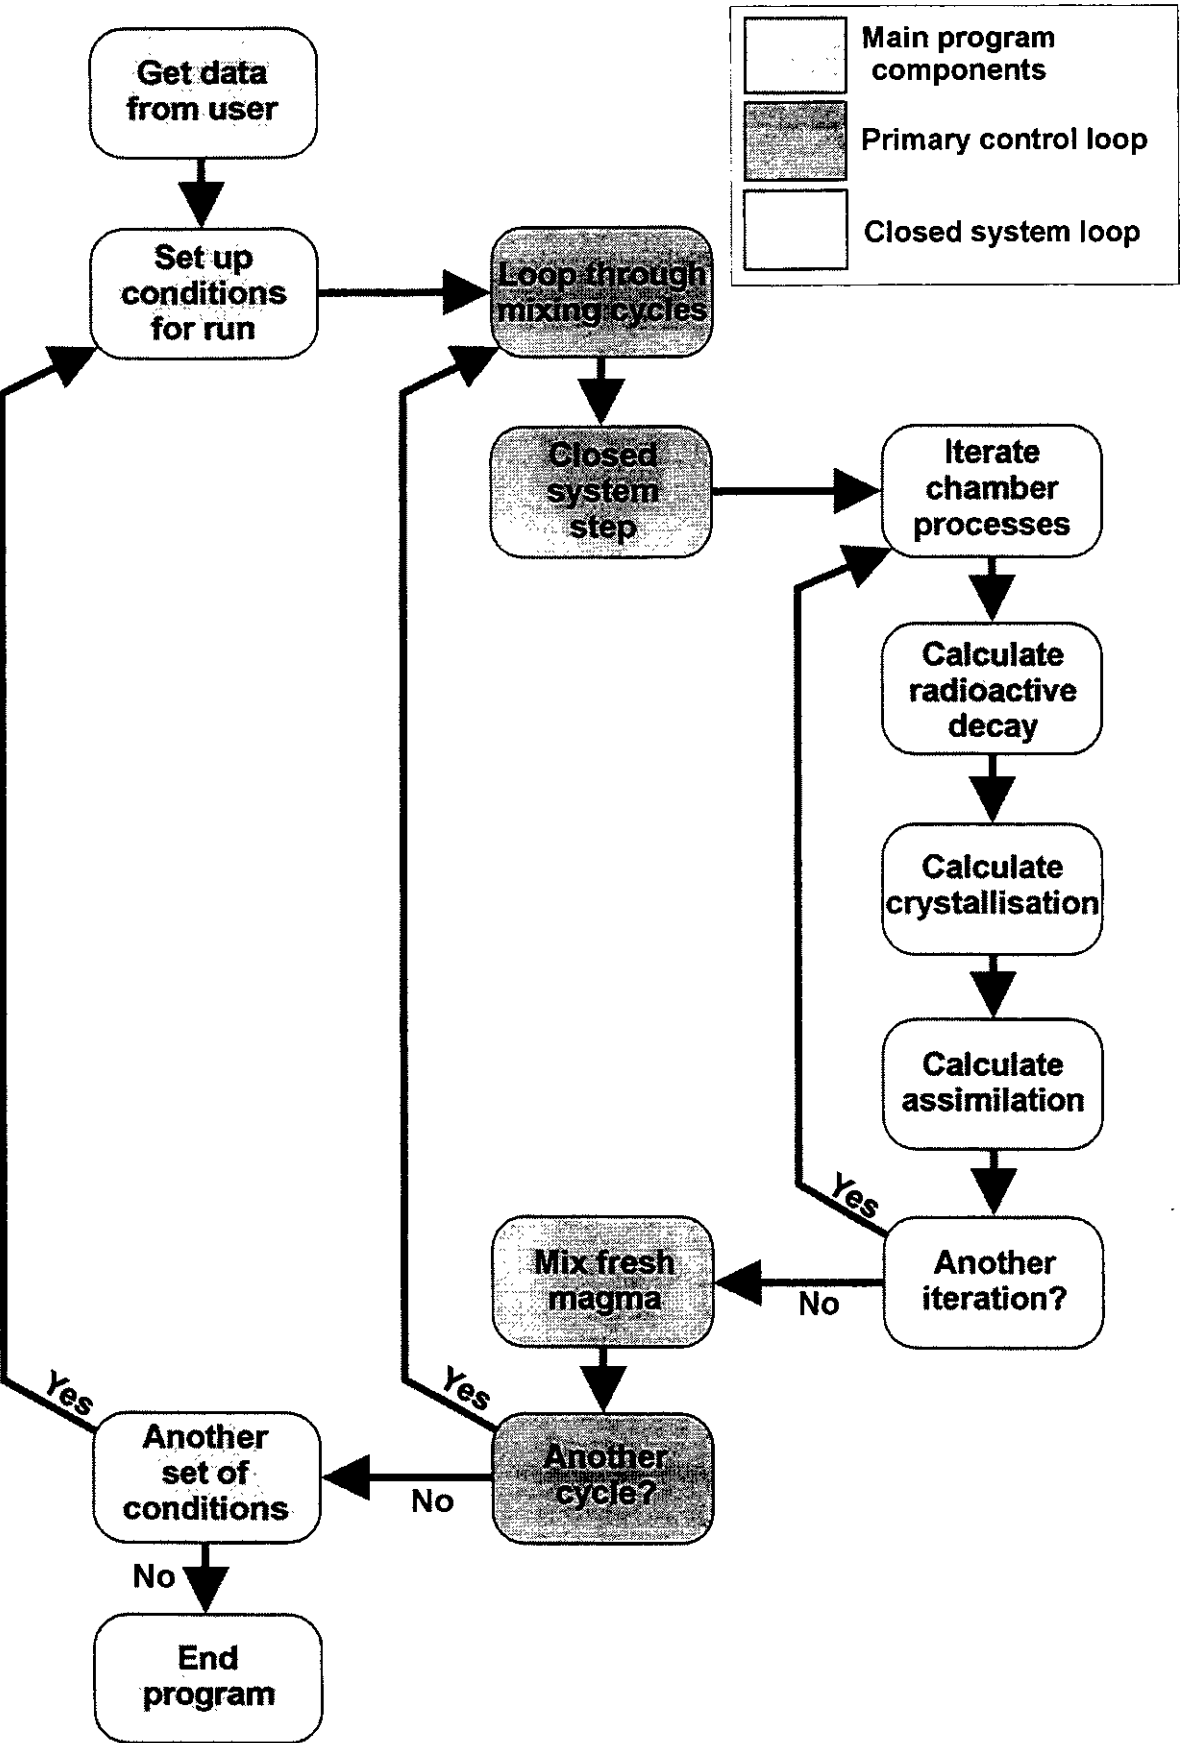 Main program
components
Primary control loop
Closed system loop
Get data
from user
Set up
conditions
for run
Loop through
mixing cycles
Closed
system
step
Iterate
chamber
processes
Calculate
radioactive
decay
Calculate
crystallisation
Calculate
assimilation
Yes
Another
iteration?
No
Mix fresh
magma
Yes
Another
cycle?
No
Yes
Another
set of
conditions
No
End
program